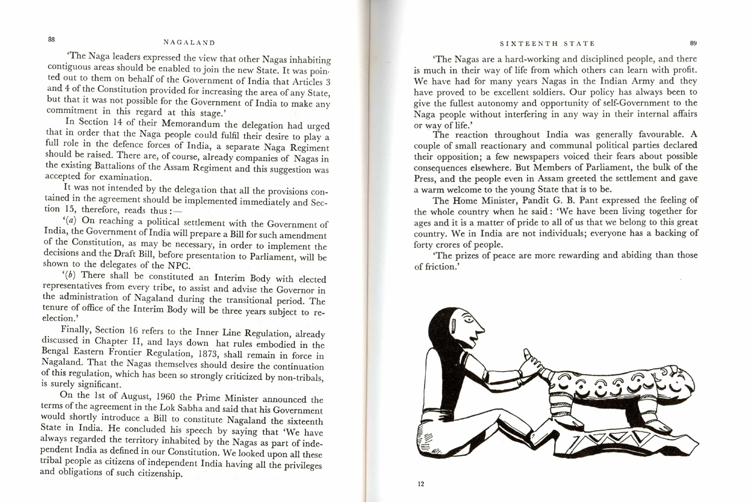 88
NAGALAND
'The Naga leaders expressed the view that other Nagas inhabiting
contiguous areas should be enabled to join the new State. It was poin-
ted out to them on behalf of the Government of India that Articles 3
and 4 of the Constitution provided for increasing the area of any State,
but that it was not possible for the Government of India to make any
commitment in this regard at this stage.'
In Section 14 of their Memorandum the delegation had urged
that in order that the Naga people could fulfil their desire to play a
full role in the defence forces of India, a separate Naga Regiment
should be raised. There are, of course, already companies of Nagas in
the existing Battalions of the Assam Regiment and this suggestion was
accepted for examination.
It was not intended by the delegation that all the provisions con-
tained in the agreement should be implemented immediately and Sec-
tion 15, therefore, reads thus :—
'(a) On reaching a political settlement with the Government of
India, the Government of India will prepare a Bill for such amendment
of the Constitution, as may be necessary, in order to implement the
decisions and the Draft Bill, before presentation to Parliament, will be
shown to the delegates of the NPC.
'(b) There shall be constituted an Interim Body with elected
representatives from every tribe, to assist and advise the Governor in
the administration of Nagaland during the transitional period. The
tenure of office of the Interim Body will be three years subject to re-
election.'
Finally, Section 16 refers to the Inner Line Regulation, already
discussed in Chapter II, and lays down hat rules embodied in the
Bengal Eastern Frontier Regulation, 1873, shall remain in force in
Nagaland. That the Nagas themselves should desire the continuation
of this regulation, which has been so strongly criticized by non-tribals,
is surely significant.
On the 1st of August, 1960 the Prime Minister announced the
terms of the agreement in the Lok Sabha and said that his Government
would shortly introduce a Bill to constitute Nagaland the sixteenth
State in India. He concluded his speech by saying that 'We have
always regarded the territory inhabited by the Nagas as part of inde-
pendent India as defined in our Constitution. We looked upon all these
tribal people as citizens of independent India having all the privileges
and obligations of such citizenship.
SIXTEENTH STATE
89
'The Nagas are a hard-working and disciplined people, and there
is much in their way of life from which others can learn with profit.
We have had for many years Nagas in the Indian Army and they
have proved to be excellent soldiers. Our policy has always been to
give the fullest autonomy and opportunity of self-Government to the
Naga people without interfering in any way in their internal affairs
or way of life.'
The reaction throughout India was generally favourable. A
couple of small reactionary and communal political parties declared
their opposition; a few newspapers voiced their fears about possible
consequences elsewhere. But Members of Parliament, the bulk of the
Press, and the people even in Assam greeted the settlement and gave
a warm welcome to the young State that is to be.
The Home Minister, Pandit G. B. Pant expressed the feeling of
the whole country when he said : 'We have been living together for
ages and it is a matter of pride to all of us that we belong to this great
country. We in India are not individuals; everyone has a backing of
forty crores of people.
'The prizes of peace are more rewarding and abiding than those
of friction.'
12